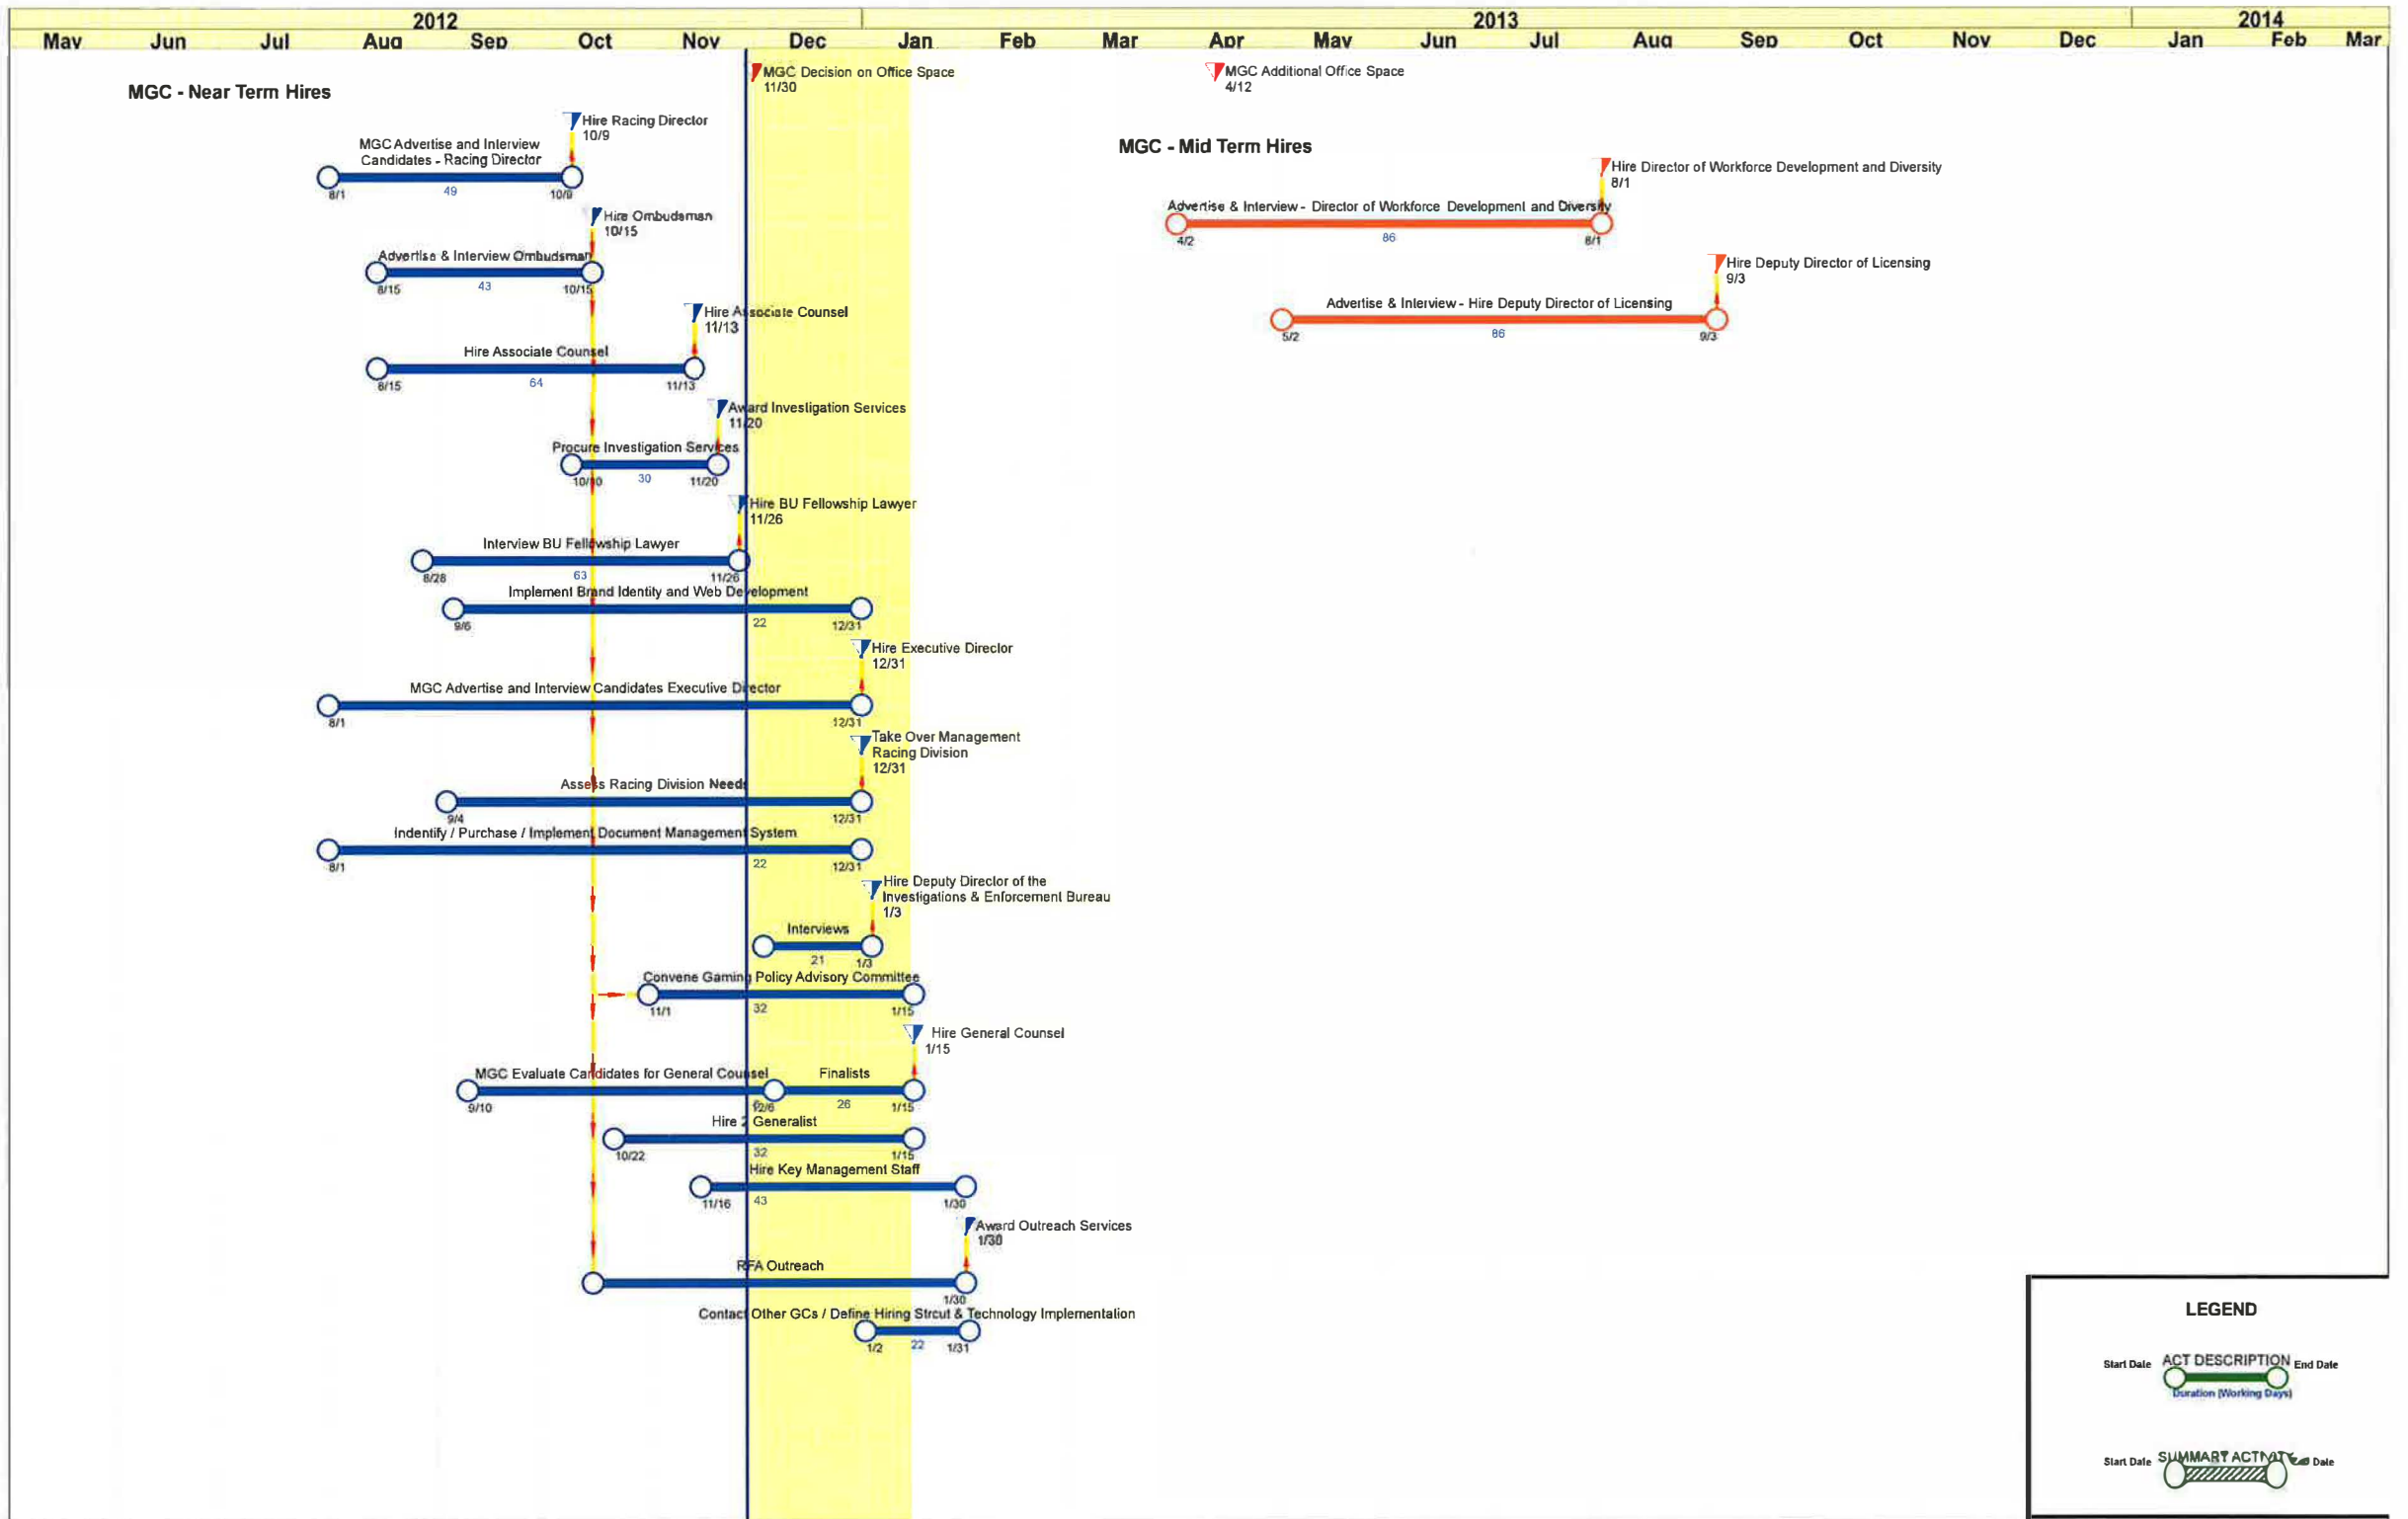 2012
2013
2014
May Jun Jul Aug Sep Oct Nov Dec Jan Feb Mar Apr May Jun Jul Aug Sep Oct Nov Dec Jan Feb Mar
MGC Decision on Office Space
11/30
MGC Additional Office Space
4/12
MGC - Near Term Hires
Hire Racing Director
10/9
MGC Advertise and Interview
Candidates - Racing Director
8/1
49
10/9
Hire Ombudsman
10/15
Advertise & Interview Ombudsman
8/15
43
10/15
Hire Associate Counsel
11/13
Hire Associate Counsel
8/15
64
11/13
Award Investigation Services
11/20
Procure Investigation Services
10/10
30
11/20
Hire BU Fellowship Lawyer
11/26
Interview BU Fellowship Lawyer
8/28
63
11/26
Implement Brand Identity and Web Development
9/6
22
12/31
Hire Executive Director
12/31
MGC Advertise and Interview Candidates Executive Director
8/1
12/31
Take Over Management
Racing Division
12/31
Assess Racing Division Needs
9/4
12/31
Indentify / Purchase / Implement Document Management System
8/1
22
12/31
Hire Deputy Director of the
Investigations & Enforcement Bureau
1/3
Interviews
21
1/3
Convene Gaming Policy Advisory Committee
11/1
32
1/15
Hire General Counsel
1/15
MGC Evaluate Candidates for General Counsel
Finalists
9/10
12/6
26
1/15
Hire 2 Generalist
10/22
32
1/15
Hire Key Management Staff
11/16
43
1/30
Award Outreach Services
1/30
RFA Outreach
1/30
Contact Other GCs / Define Hiring Strcut & Technology Implementation
1/2
22
1/31
MGC - Mid Term Hires
Hire Director of Workforce Development and Diversity
8/1
Advertise & Interview - Director of Workforce Development and Diversity
4/2
86
8/1
Hire Deputy Director of Licensing
9/3
Advertise & Interview - Hire Deputy Director of Licensing
5/2
86
9/3
LEGEND
Start Date ACT DESCRIPTION End Date
Duration (Working Days)
Start Date SUMMART ACTIVITY Date